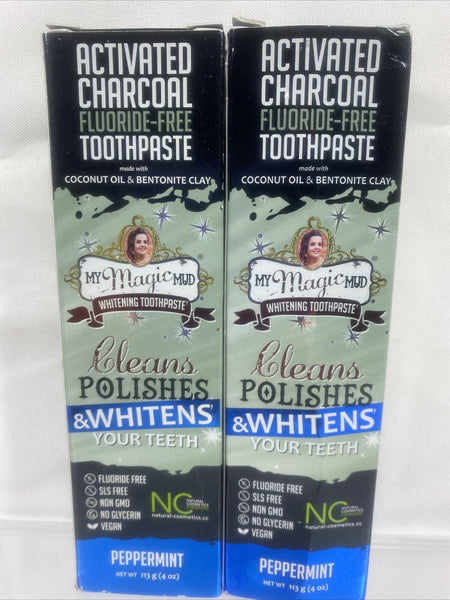 ACTIVATED
CHARCOAL
FLUORIDE-FREE
TOOTHPASTE
made with
COCONUT OIL & BENTONITE CLAY
MY Magic MUD
WHITENING TOOTHPASTE
Cleans
POLISHES
&WHITENS
YOUR TEETH
FLUORIDE FREE
SLS FREE
NON GMO
NO GLYCERIN
VEGAN
NC NATURAL
COSMETICS
natural-cosmetics.cc
PEPPERMINT
NET WT 113 g (4 oz)
ACTIVATED
CHARCOAL
FLUORIDE-FREE
TOOTHPASTE
made with
COCONUT OIL & BENTONITE CLAY
MY Magic MUD
WHITENING TOOTHPASTE
Cleans
POLISHES
&WHITENS
YOUR TEETH
FLUORIDE FREE
SLS FREE
NON GMO
NO GLYCERIN
VEGAN
NC NATURAL
COSMETICS
natural-cosmetics.cc
PEPPERMINT
NET WT 113 g (4 oz)